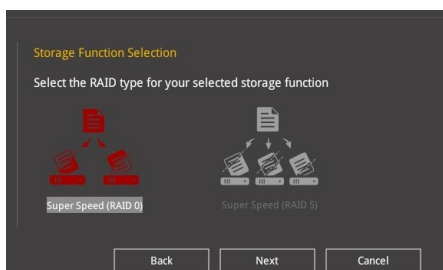 Storage Function Selection
Select the RAID type for your selected storage function
Super Speed (RAID 0)
Super Speed (RAID 5)
Back
Next
Cancel